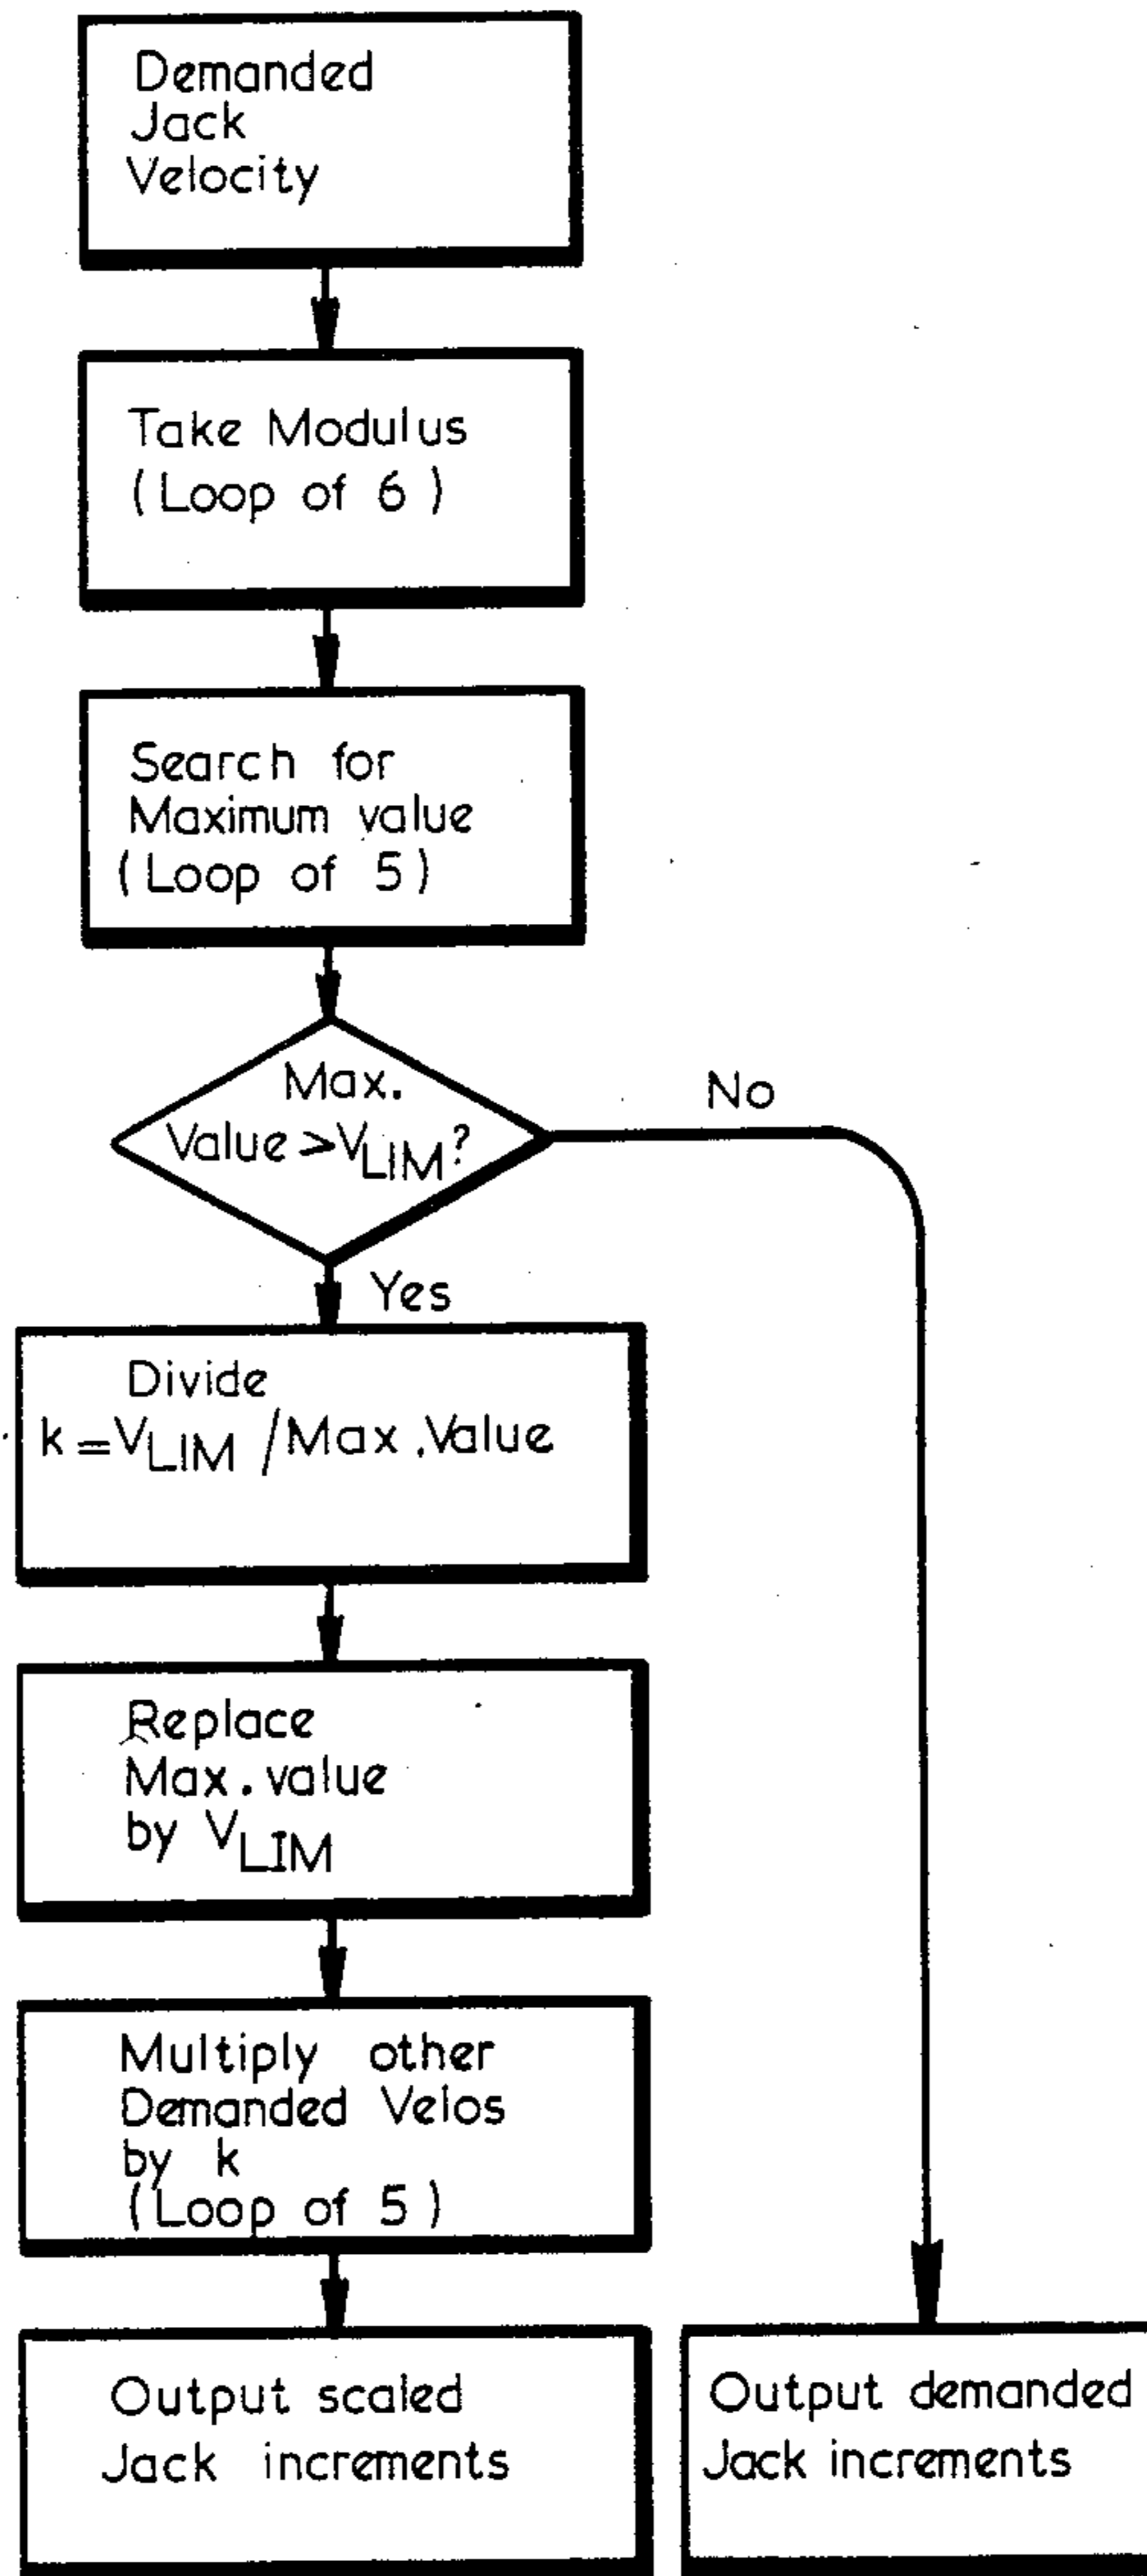 Demanded
Jack
Velocity
Take Modulus
(Loop of 6)
Search for
Maximum value
(Loop of 5)
Max.
Value > VLIM?
No
Yes
Divide
k = VLIM / Max. Value
Replace
Max. value
by VLIM
Multiply other
Demanded Velos
by k
(Loop of 5)
Output scaled
Jack increments
Output demanded
Jack increments